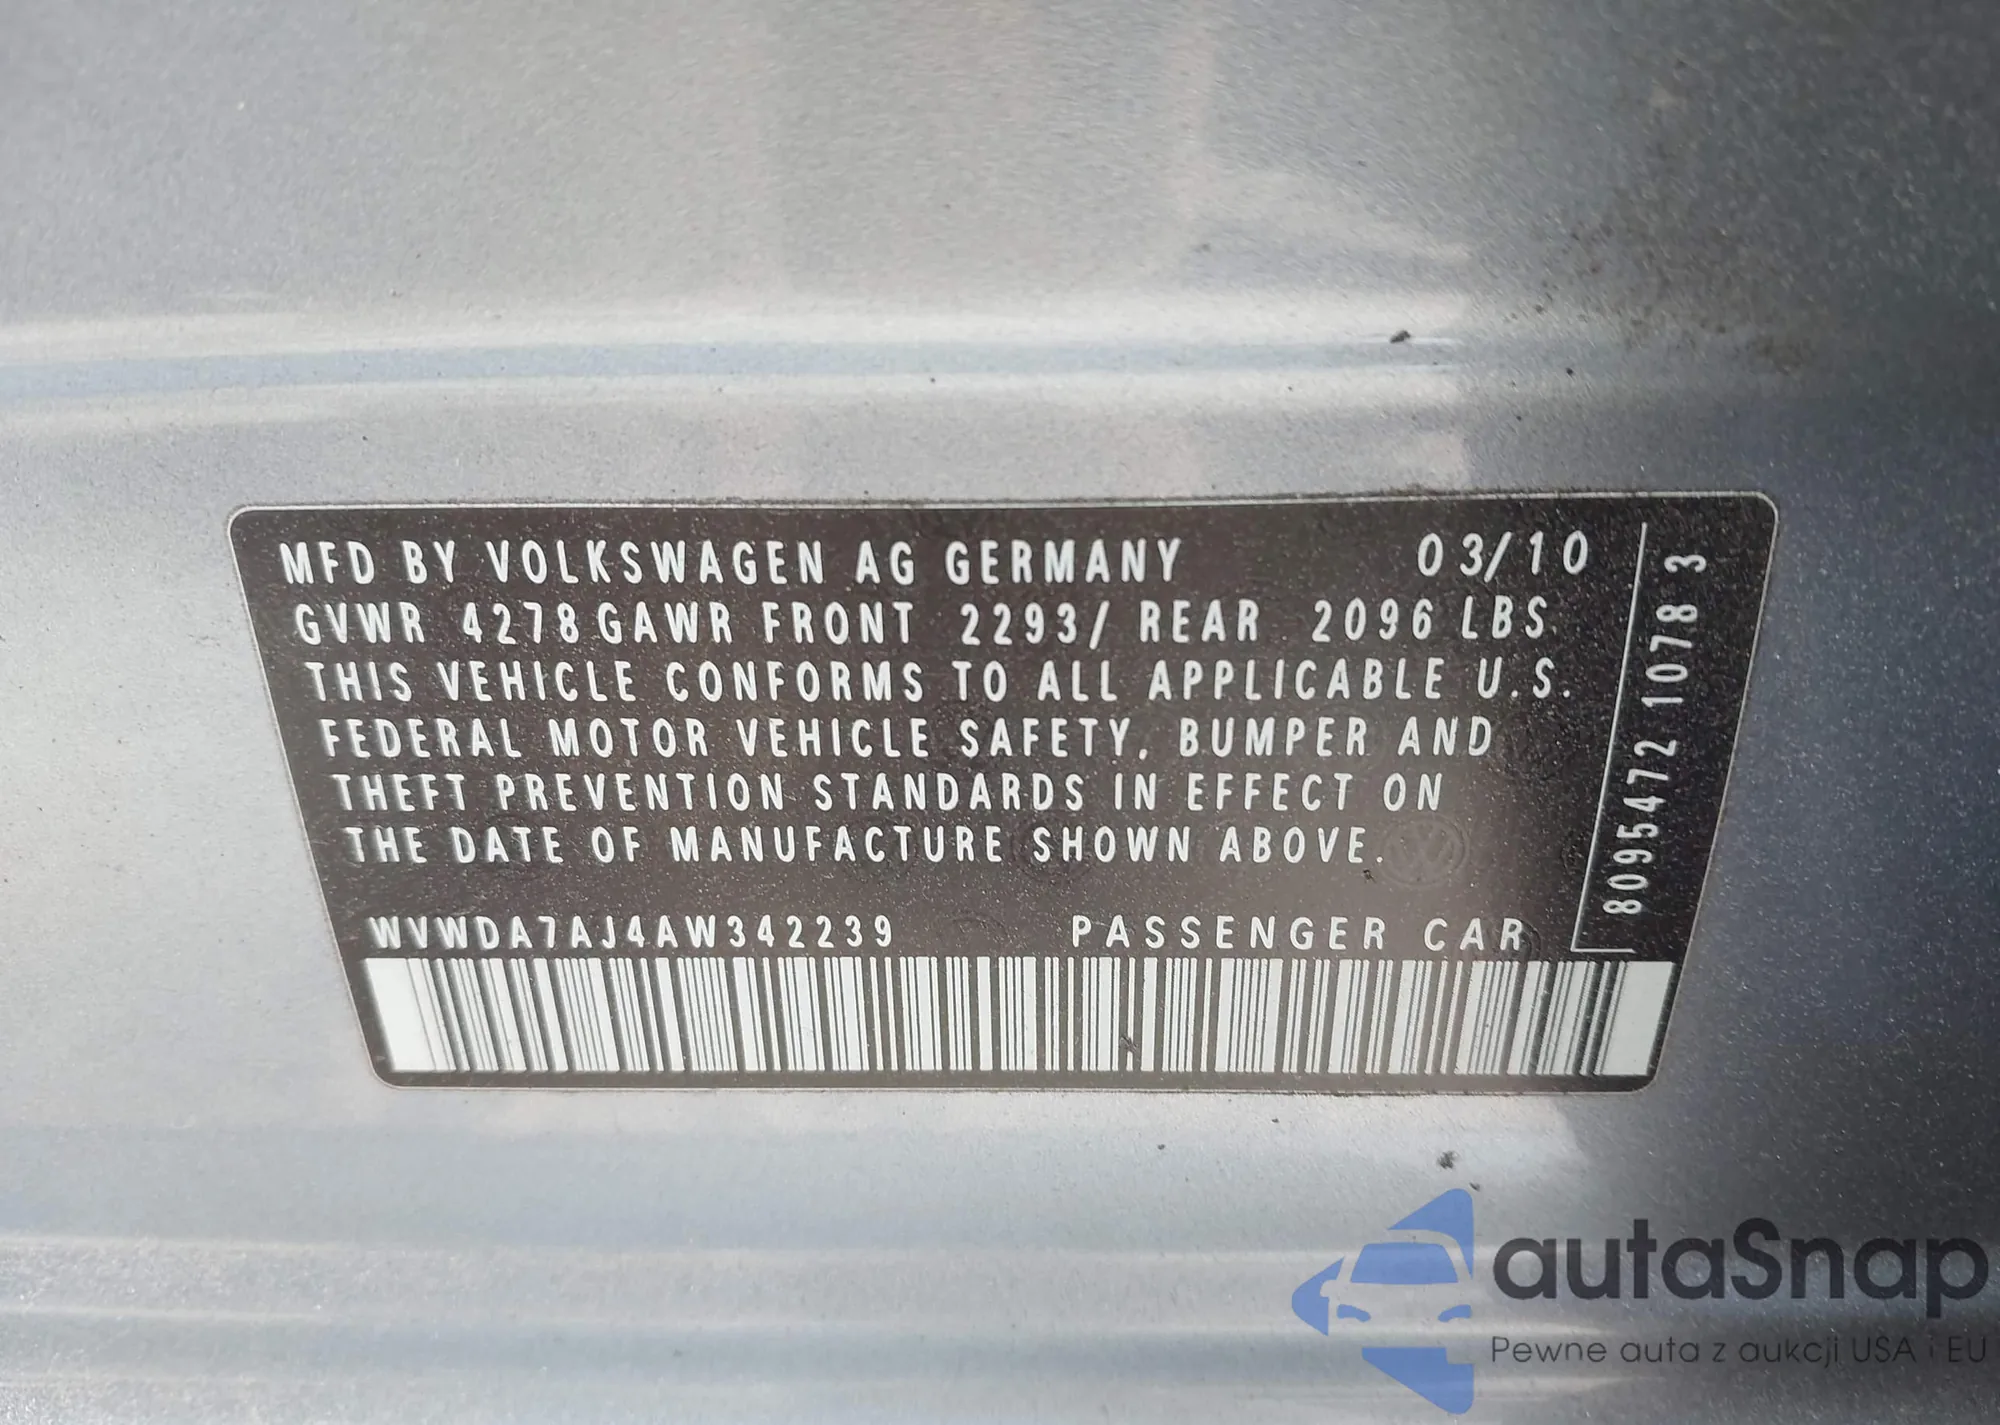 MFD BY VOLKSWAGEN AG GERMANY 03/10
GVWR 4278 GAWR FRONT 2293/ REAR 2096 LBS.
THIS VEHICLE CONFORMS TO ALL APPLICABLE U.S.
FEDERAL MOTOR VEHICLE SAFETY, BUMPER AND
THEFT PREVENTION STANDARDS IN EFFECT ON
THE DATE OF MANUFACTURE SHOWN ABOVE.
WVWDA7AJ4AW342239 PASSENGER CAR
8095472 1078 3
autaSnap
Pewne auta z aukcji USA i EU